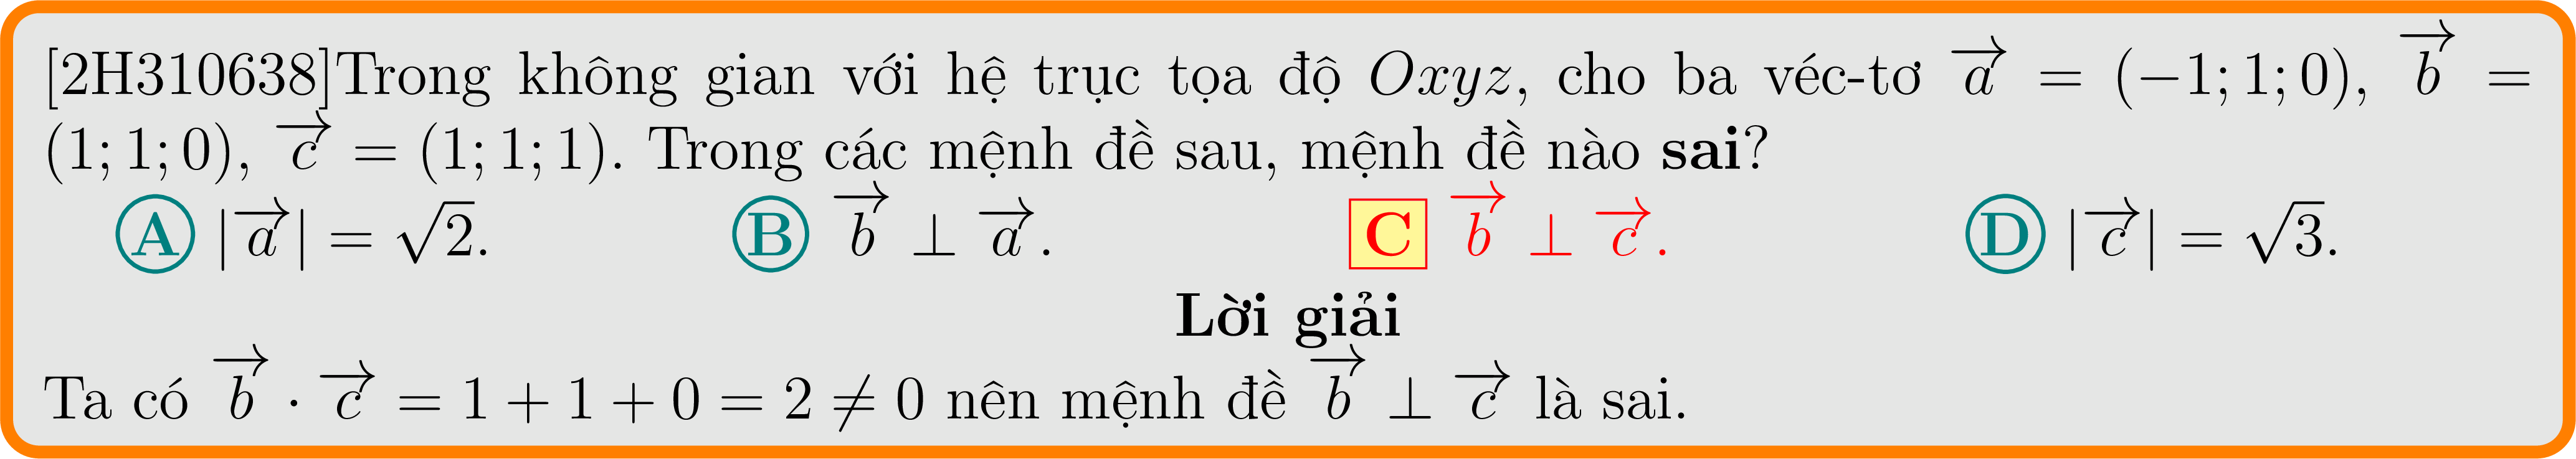 [2H310638]Trong không gian với hệ trục tọa độ $Oxyz$, cho ba véc-tơ $\overrightarrow{a} = (-1; 1; 0)$, $\overrightarrow{b} =$
$(1; 1; 0)$, $\overrightarrow{c} = (1; 1; 1)$. Trong các mệnh đề sau, mệnh đề nào sai?
A $|\overrightarrow{a}| = \sqrt{2}$. B $\overrightarrow{b} \perp \overrightarrow{a}$. C $\overrightarrow{b} \perp \overrightarrow{c}$. D $|\overrightarrow{c}| = \sqrt{3}$.
Lời giải
Ta có $\overrightarrow{b} \cdot \overrightarrow{c} = 1 + 1 + 0 = 2 \neq 0$ nên mệnh đề $\overrightarrow{b} \perp \overrightarrow{c}$ là sai.